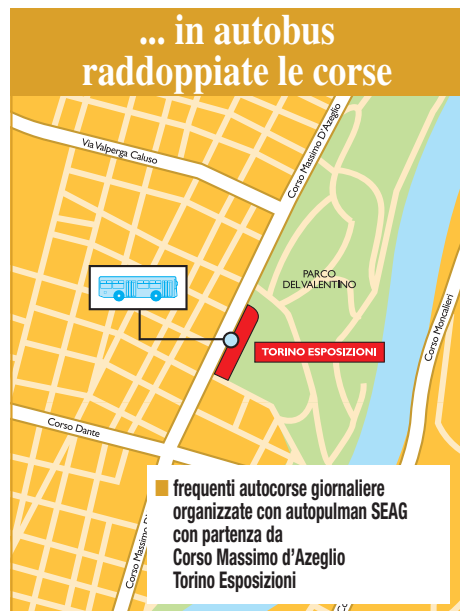 ... in autobus
raddoppiate le corse
Via Valperga Caluso
Corso Massimo D'Azeglio
PARCO
DEL VALENTINO
Corso Moncalieri
TORINO ESPOSIZIONI
Corso Dante
Corso Massimo
frequenti autocorse giornaliere
organizzate con autopulman SEAG
con partenza da
Corso Massimo d'Azeglio
Torino Esposizioni